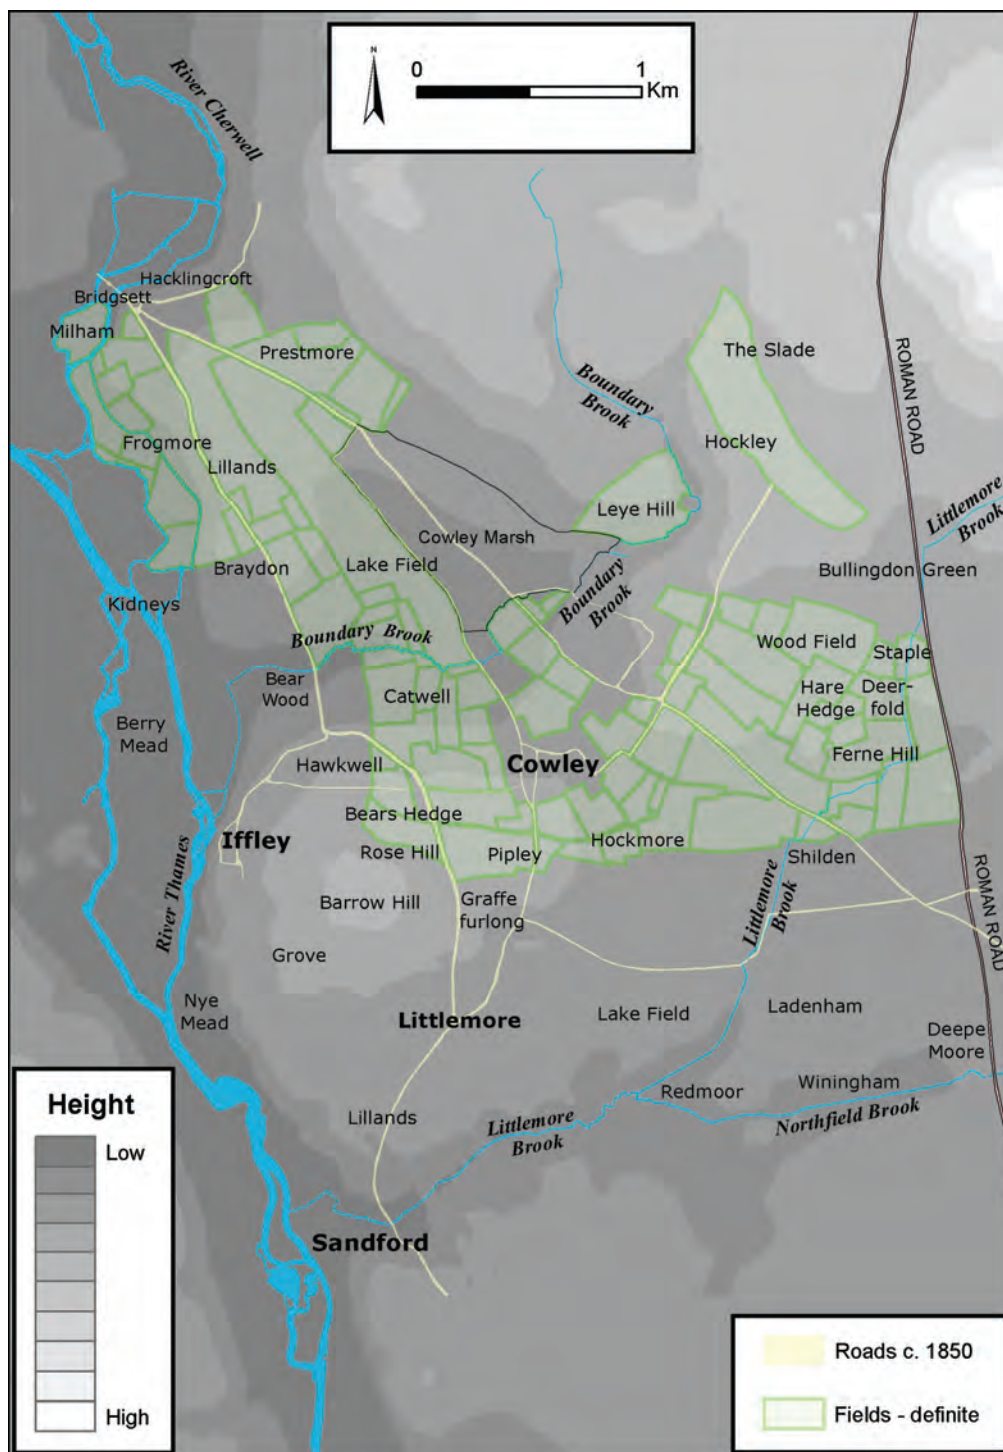 N
0
1
Km
River Cherwell
Hacklingcroft
Bridgsett
Milham
Prestmore
The Slade
ROMAN ROAD
Boundary
Brook
Frogmore
Lillands
Hockley
Leye Hill
Littlemore
Brook
Cowley Marsh
Braydon
Lake Field
Bullingdon Green
Kidneys
Boundary
Brook
Boundary Brook
Wood Field
Staple
Bear
Wood
Catwell
Hare
Hedge
Deer-
fold
Berry
Mead
Ferne Hill
Hawkwell
Cowley
Bears Hedge
Iffley
Hockmore
Rose Hill
Pipley
Shilden
River Thames
Barrow Hill
Graffe
furlong
Littlemore
Brook
ROMAN ROAD
Grove
Nye
Mead
Littlemore
Lake Field
Ladenham
Deepe
Moore
Redmoor
Winingham
Northfield Brook
Lillands
Littlemore
Brook
Sandford
Height
Low
High
Roads c. 1850
Fields - definite